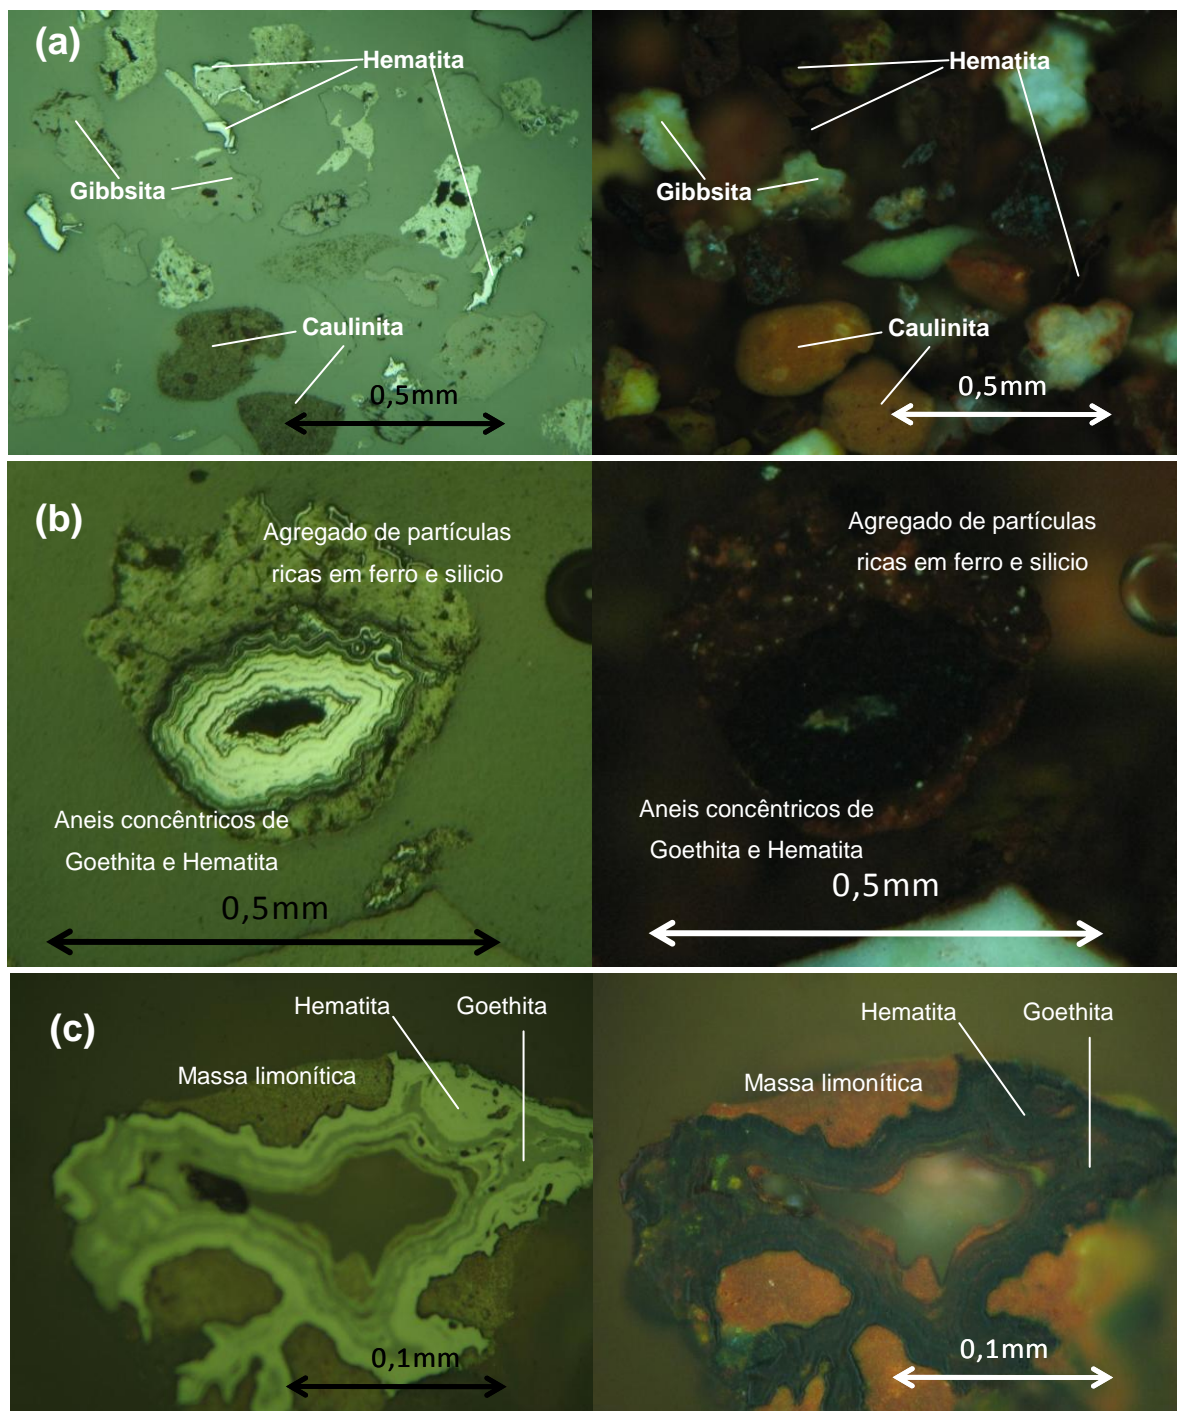 (a)
Hematita
Gibbsita
Caulinita
0,5mm
Hematita
Gibbsita
Caulinita
0,5mm
(b)
Agregado de partículas
ricas em ferro e silicio
Aneis concêntricos de
Goethita e Hematita
0,5mm
Agregado de partículas
ricas em ferro e silicio
Aneis concêntricos de
Goethita e Hematita
0,5mm
(c)
Hematita
Goethita
Massa limonítica
0,1mm
Hematita
Goethita
Massa limonítica
0,1mm